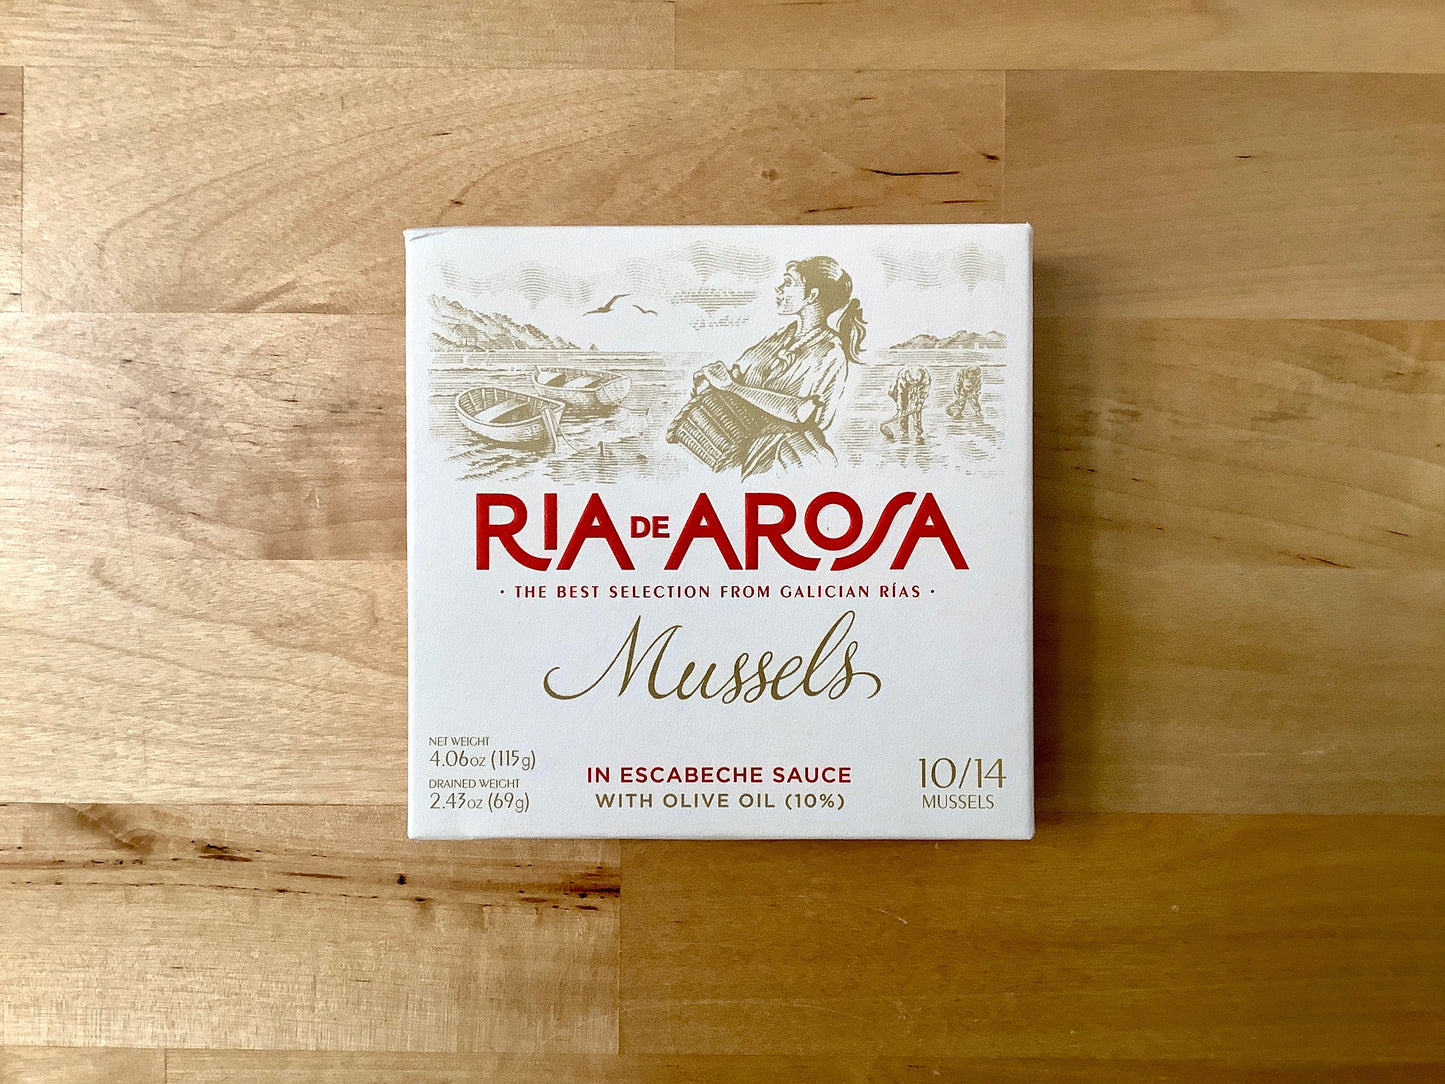 RIA DE AROSA
· THE BEST SELECTION FROM GALICIAN RÍAS ·
Mussels
NET WEIGHT
4.06oz (115g)
DRAINED WEIGHT
2.43oz (69g)
IN ESCABECHE SAUCE
WITH OLIVE OIL (10%)
10/14
MUSSELS